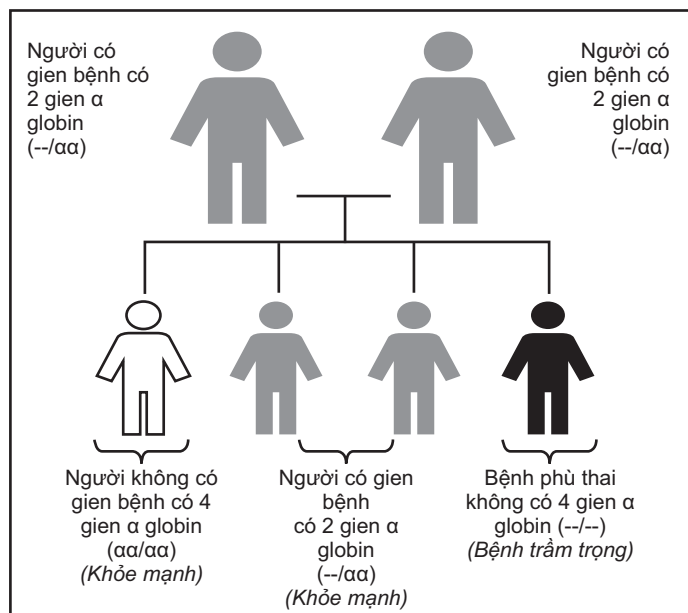 Người có
gien bệnh có
2 gien α
globin
(--/αα)
Người có
gien bệnh có
2 gien α
globin
(--/αα)
Người không có
gien bệnh có 4
gien α globin
(αα/αα)
(Khỏe mạnh)
Người có gien
bệnh
có 2 gien α
globin
(--/αα)
(Khỏe mạnh)
Bệnh phù thai
không có 4 gien α
globin (--/--)
(Bệnh trầm trọng)